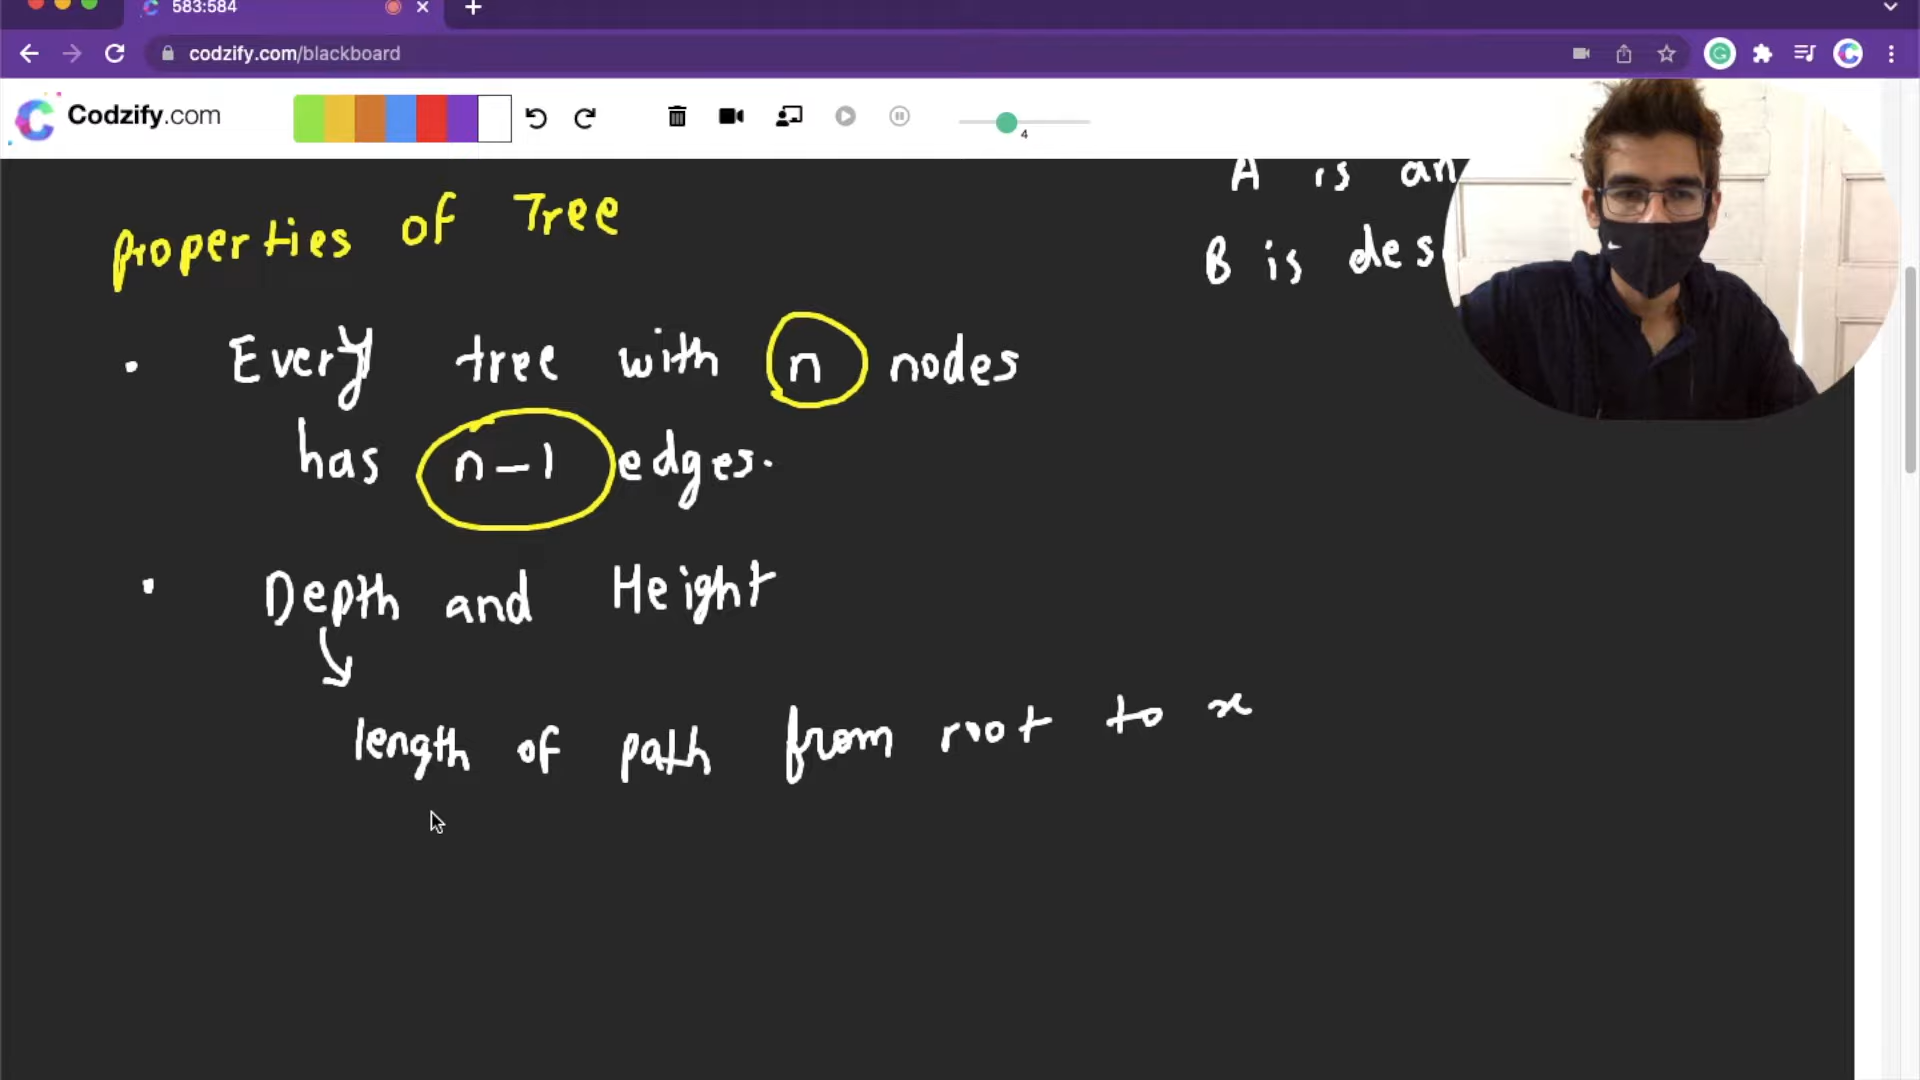 583:584
codzify.com/blackboard
Codzify.com
4
A is an
B is des
properties of Tree
• Every tree with n nodes
has n-1 edges.
• Depth and Height
length of path from root to x